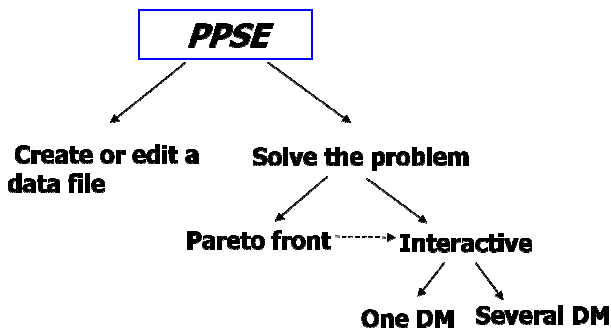 PPSE
Create or edit a
data file
Solve the problem
Pareto front
Interactive
One DM
Several DM